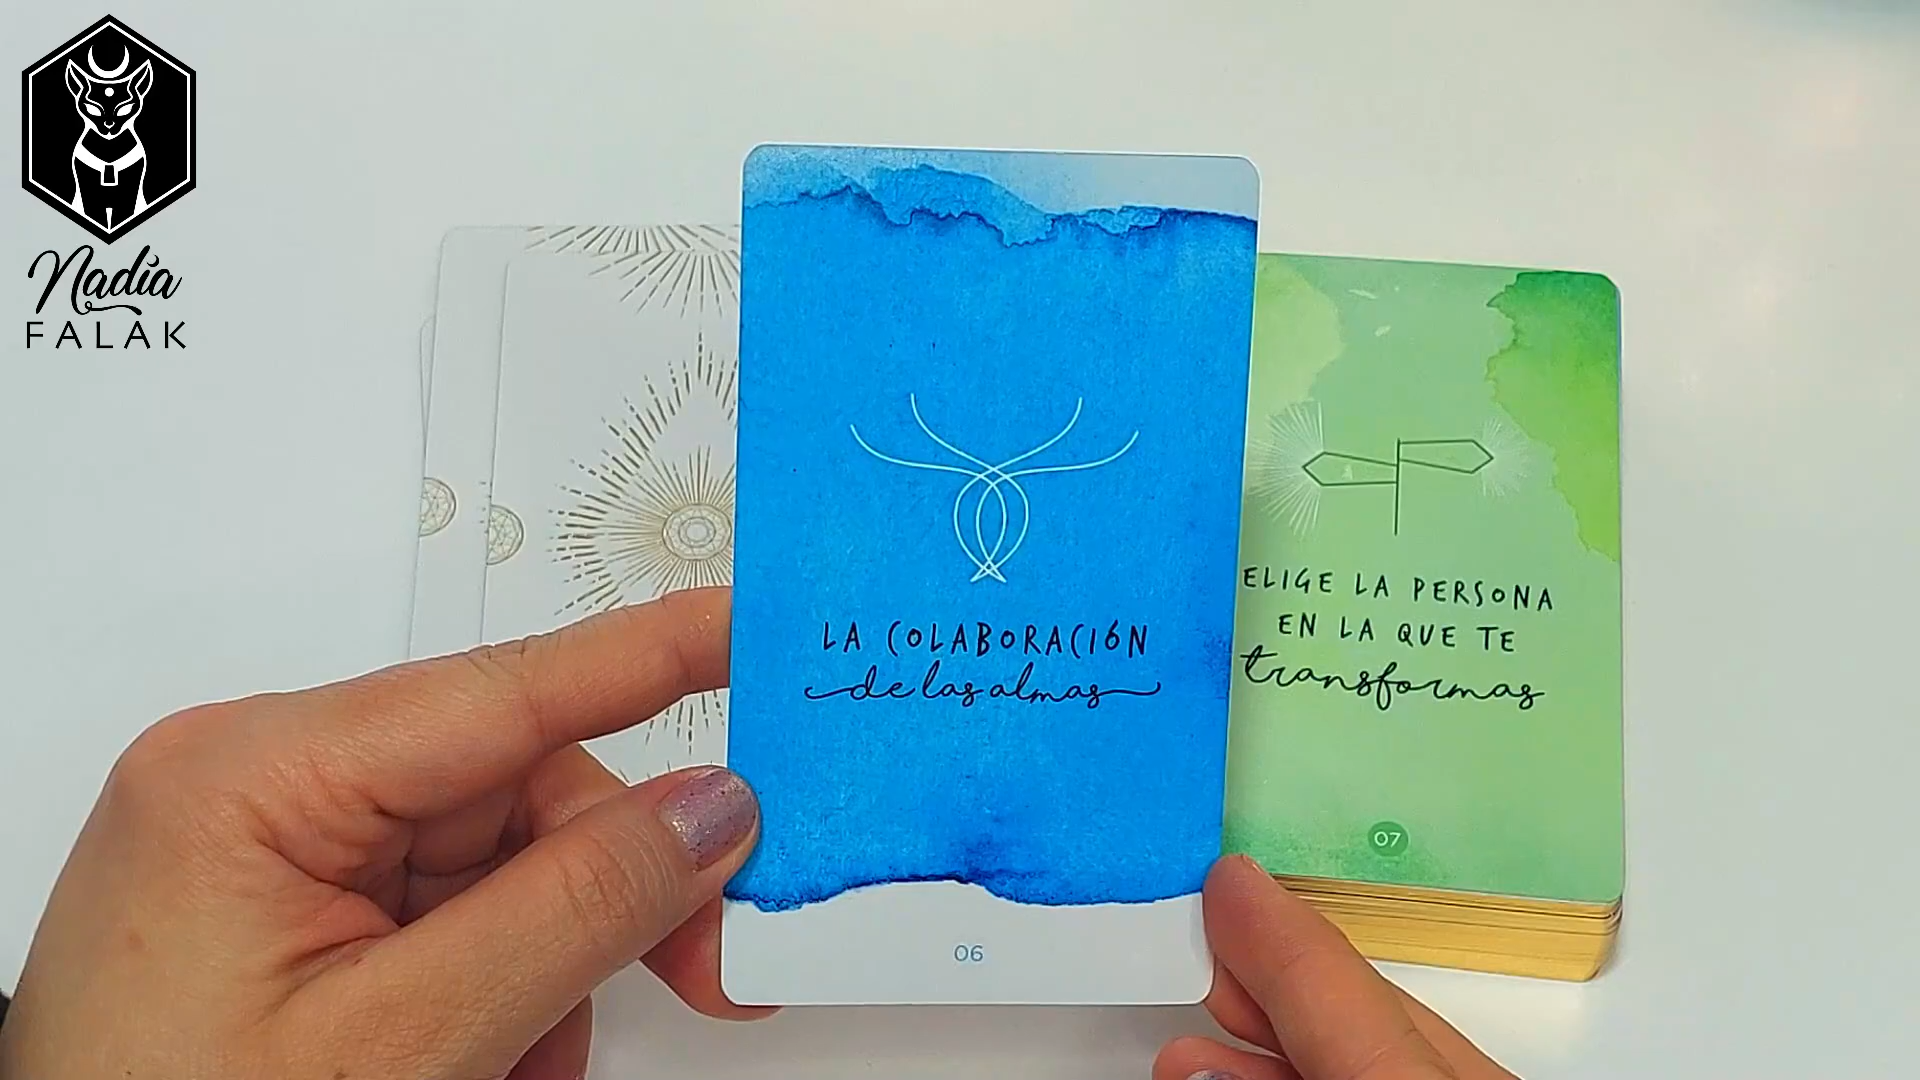 Nadia
FALAK
LA COLABORACIÓN
de las almas
06
ELIGE LA PERSONA
EN LA QUE TE
transformas
07